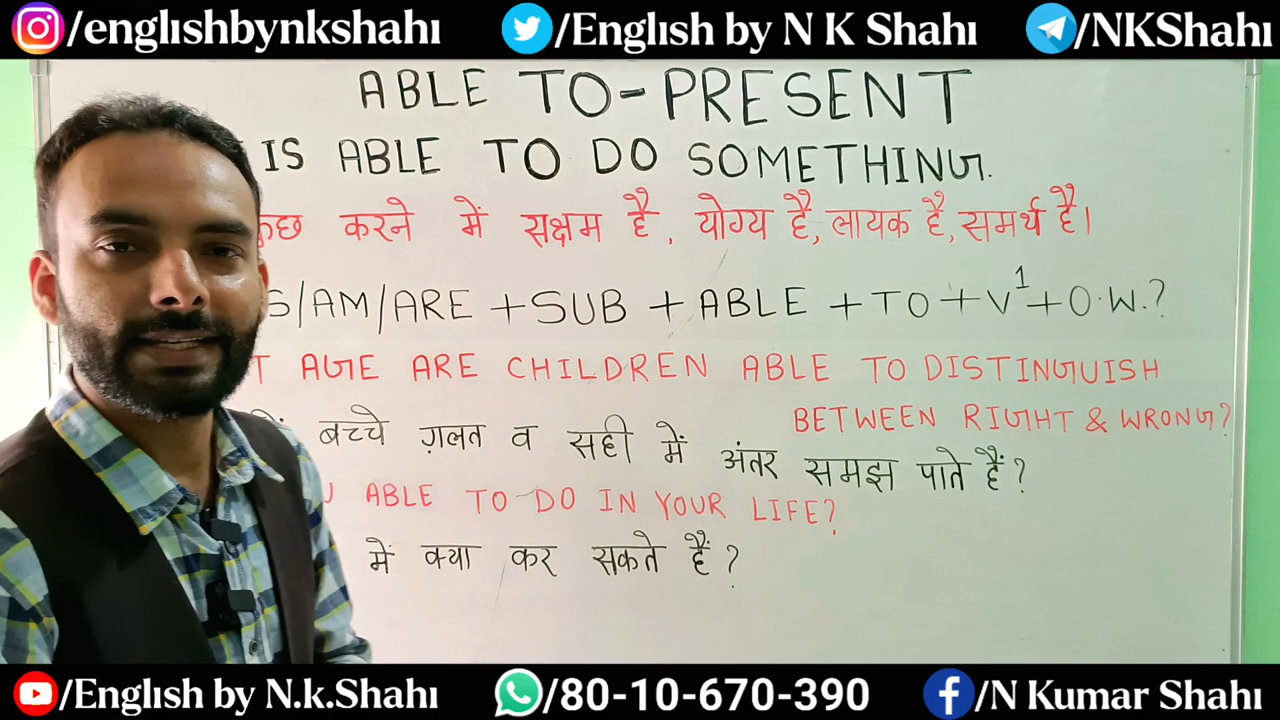 /englishbynkshahi /English by N K Shahi /NKShahi
ABLE TO-PRESENT
IS ABLE TO DO SOMETHING.
कुछ करने में सक्षम है, योग्य है, लायक है, समर्थ है।
S/AM/ARE + SUB + ABLE + TO + V1 + O.W.?
T AGE ARE CHILDREN ABLE TO DISTINGUISH
BETWEEN RIGHT & WRONG?
बच्चे ग़लत व सही में अंतर समझ पाते हैं?
U ABLE TO DO IN YOUR LIFE?
में क्या कर सकते हैं?
/English by N.k.Shahi /80-10-670-390 /N Kumar Shahi